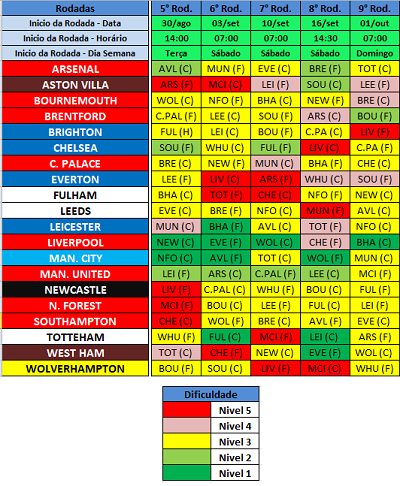 Rodadas 5º Rod. 6º Rod. 7º Rod. 8º Rod. 9º Rod.
Inicio da Rodada - Data 30/ago 03/set 10/set 16/set 01/out
Inicio da Rodada - Horário 14:00 07:00 07:00 14:30 07:00
Inicio da Rodada - Dia Semana Terça Sábado Sábado Sábado Domingo
ARSENAL AVL (C) MUN (F) EVE (C) BRE (F) TOT (C)
ASTON VILLA ARS (F) MCI (C) LEI (F) SOU (C) LEE (F)
BOURNEMOUTH WOL (C) NFO (F) BHA (C) NEW (F) BRE (C)
BRENTFORD C.PAL (F) LEE (C) SOU (F) ARS (C) BOU (F)
BRIGHTON FUL (H) LEI (C) BOU (F) C.PA (C) LIV (F)
CHELSEA SOU (F) WHU (C) FUL (F) LIV (C) C.PA (F)
C. PALACE BRE (C) NEW (F) MUN (C) BHA (F) CHE (C)
EVERTON LEE (F) LIV (C) ARS (F) WHU (C) SOU (F)
FULHAM BHA (C) TOT (F) CHE (C) NFO (F) NEW (C)
LEEDS EVE (C) BRE (F) NFO (C) MUN (F) AVL (C)
LEICESTER MUN (C) BHA (F) AVL (C) TOT (F) NFO (C)
LIVERPOOL NEW (C) EVE (F) WOL (C) CHE (F) BHA (C)
MAN. CITY NFO (C) AVL (F) TOT (C) WOL (F) MUN (C)
MAN. UNITED LEI (F) ARS (C) C.PAL (F) LEE (C) MCI (F)
NEWCASTLE LIV (F) C.PAL (C) WHU (F) BOU (C) FUL (F)
N. FOREST MCI (F) BOU (C) LEE (F) FUL (C) LEI (F)
SOUTHAMPTON CHE (C) WOL (F) BRE (C) AVL (F) EVE (C)
TOTTEHAM WHU (F) FUL (C) MCI (F) LEI (C) ARS (F)
WEST HAM TOT (C) CHE (F) NEW (C) EVE (F) WOL (C)
WOLVERHAMPTON BOU (F) SOU (C) LIV (F) MCI (C) WHU (F)
Dificuldade
Nivel 5
Nivel 4
Nivel 3
Nivel 2
Nivel 1